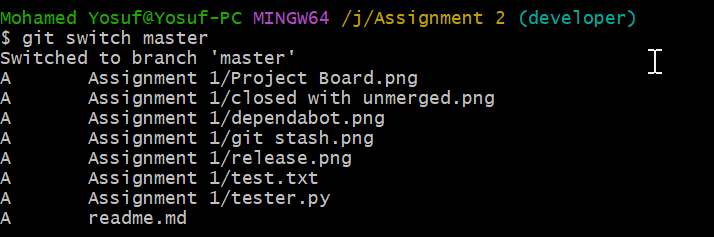 Mohamed Yosuf@Yosuf-PC MINGW64 /j/Assignment 2 (developer)
$ git switch master
Switched to branch 'master'
A       Assignment 1/Project Board.png
A       Assignment 1/closed with unmerged.png
A       Assignment 1/dependabot.png
A       Assignment 1/git stash.png
A       Assignment 1/release.png
A       Assignment 1/test.txt
A       Assignment 1/tester.py
A       readme.md